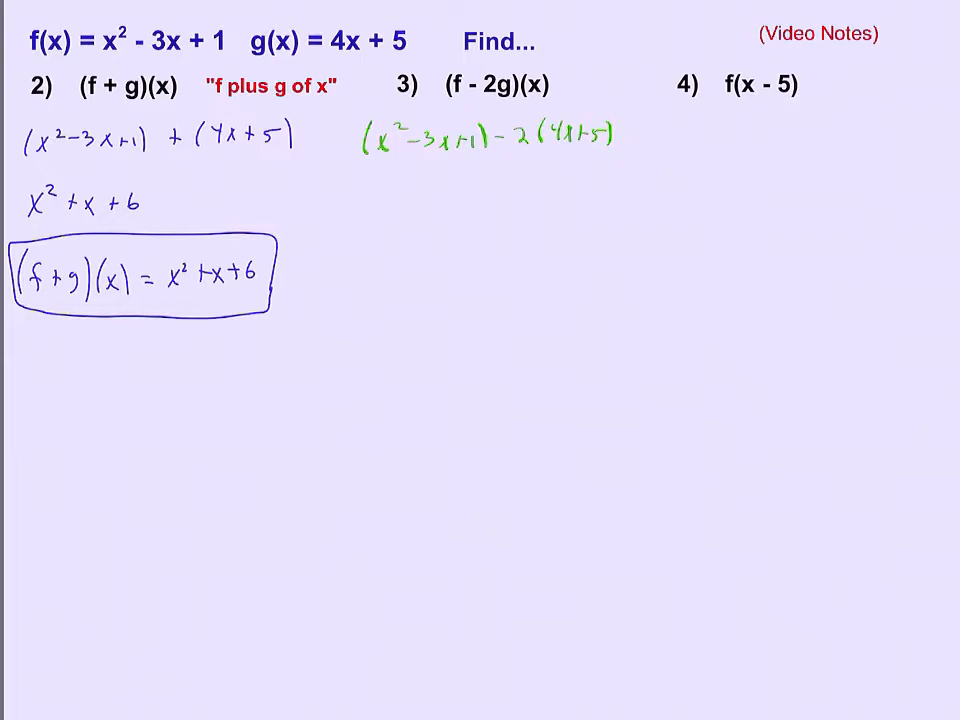 f(x) = x² - 3x + 1 g(x) = 4x + 5 Find...
(Video Notes)
2) (f + g)(x) "f plus g of x" 3) (f - 2g)(x) 4) f(x - 5)
(x² - 3x + 1) + (4x + 5) (x² - 3x + 1) - 2(4x + 5)
x² + x + 6
(f + g)(x) = x² + x + 6